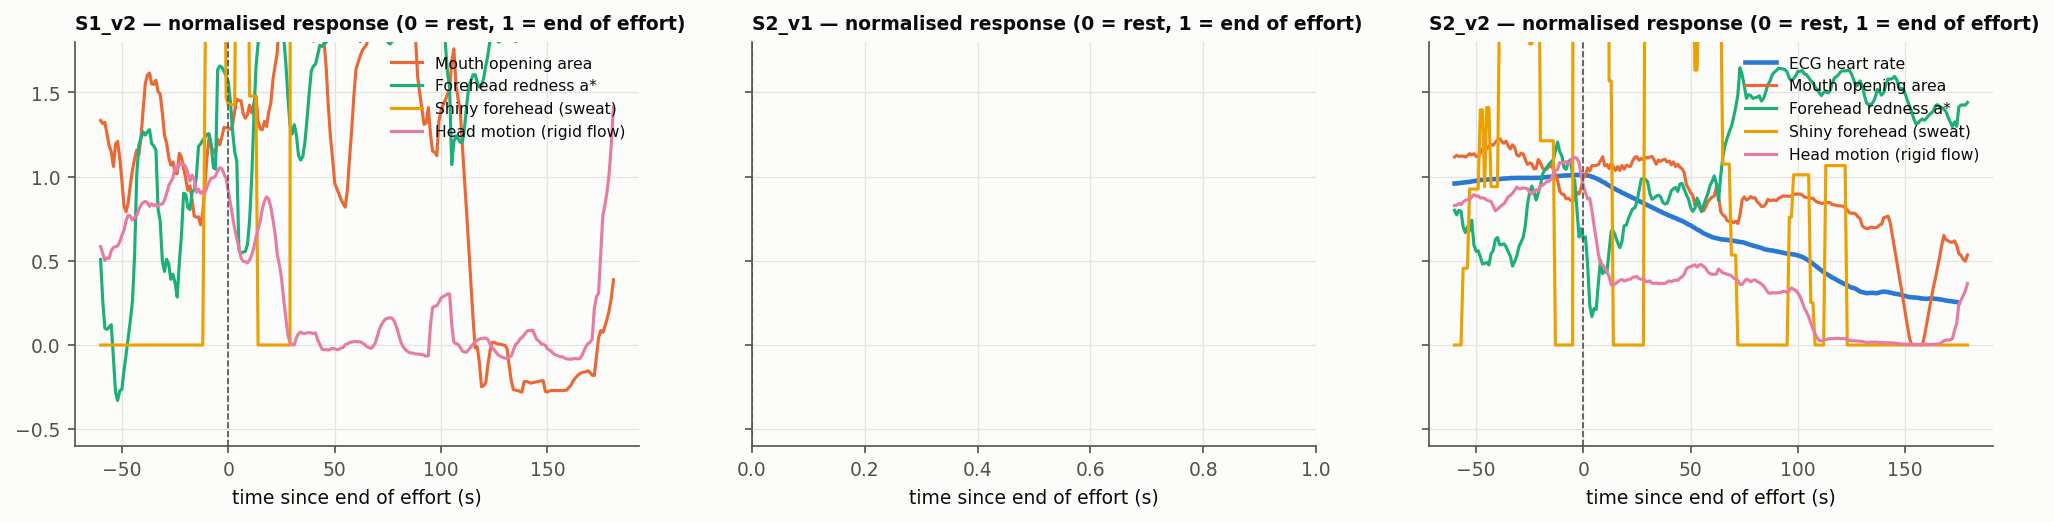 S1_v2 — normalised response (0 = rest, 1 = end of effort)
1.5
1.0
0.5
0.0
−0.5
−50
0
50
100
150
time since end of effort (s)
Mouth opening area
Forehead redness a*
Shiny forehead (sweat)
Head motion (rigid flow)
S2_v1 — normalised response (0 = rest, 1 = end of effort)
0.0
0.2
0.4
0.6
0.8
1.0
time since end of effort (s)
S2_v2 — normalised response (0 = rest, 1 = end of effort)
ECG heart rate
Mouth opening area
Forehead redness a*
Shiny forehead (sweat)
Head motion (rigid flow)
−50
0
50
100
150
time since end of effort (s)